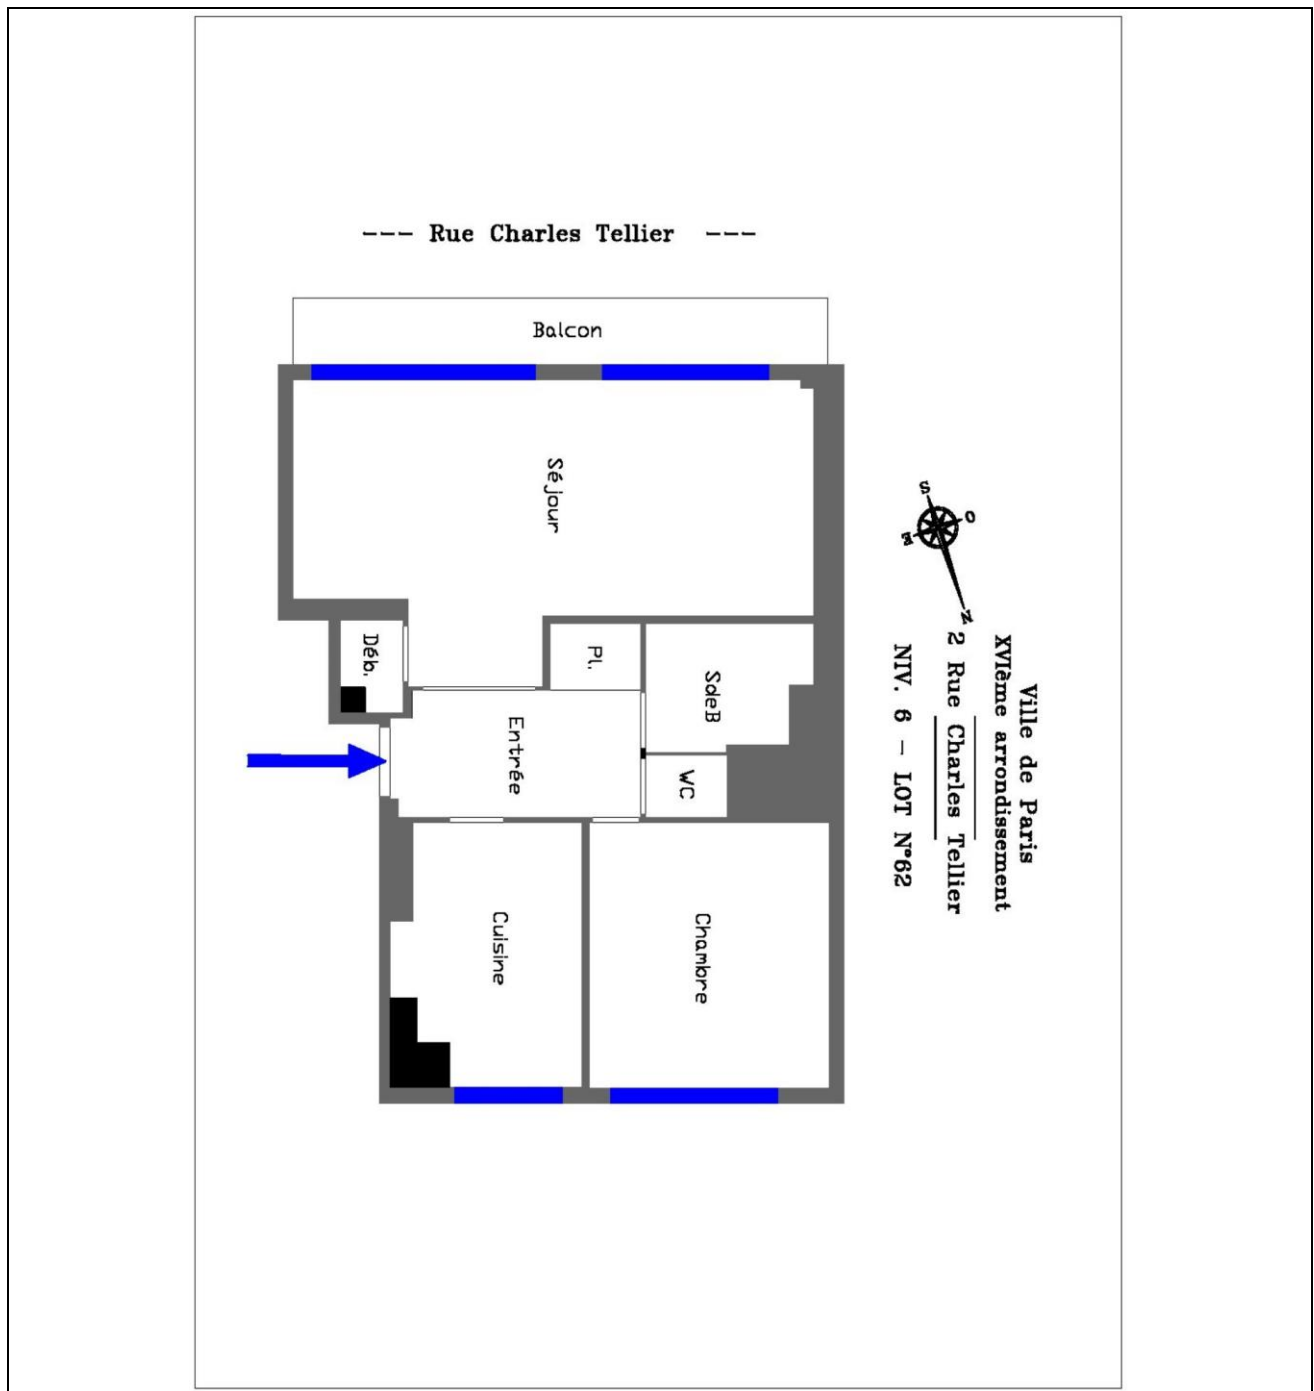 --- Rue Charles Tellier ---
Balcon
Séjour
Déb.
Pl.
SdeB
Entrée
WC
Cuisine
Chambre
S
O
E
N
Ville de Paris
XVIème arrondissement
2 Rue Charles Tellier
NIV. 6 - LOT N°62